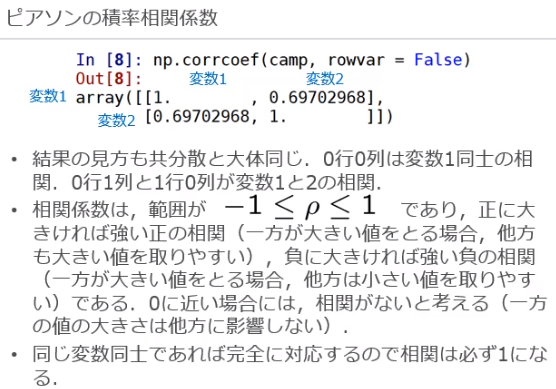 ピアソンの積率相関係数
In [8]: np.corrcoef(camp, rowvar = False)
Out[8]: 変数1 変数2
変数1 array([[1. , 0.69702968],
変数2 [0.69702968, 1. ]])
• 結果の見方も共分散と大体同じ．0行0列は変数1同士の相
関．0行1列と1行0列が変数1と2の相関．
• 相関係数は，範囲が −1 ≤ ρ ≤ 1 であり，正に大
きければ強い正の相関（一方が大きい値をとる場合，他方
も大きい値を取りやすい），負に大きければ強い負の相関
（一方が大きい値をとる場合，他方は小さい値を取りやす
い）である．0に近い場合には，相関がないと考える（一方
の値の大きさは他方に影響しない）．
• 同じ変数同士であれば完全に対応するので相関は必ず1にな
る．